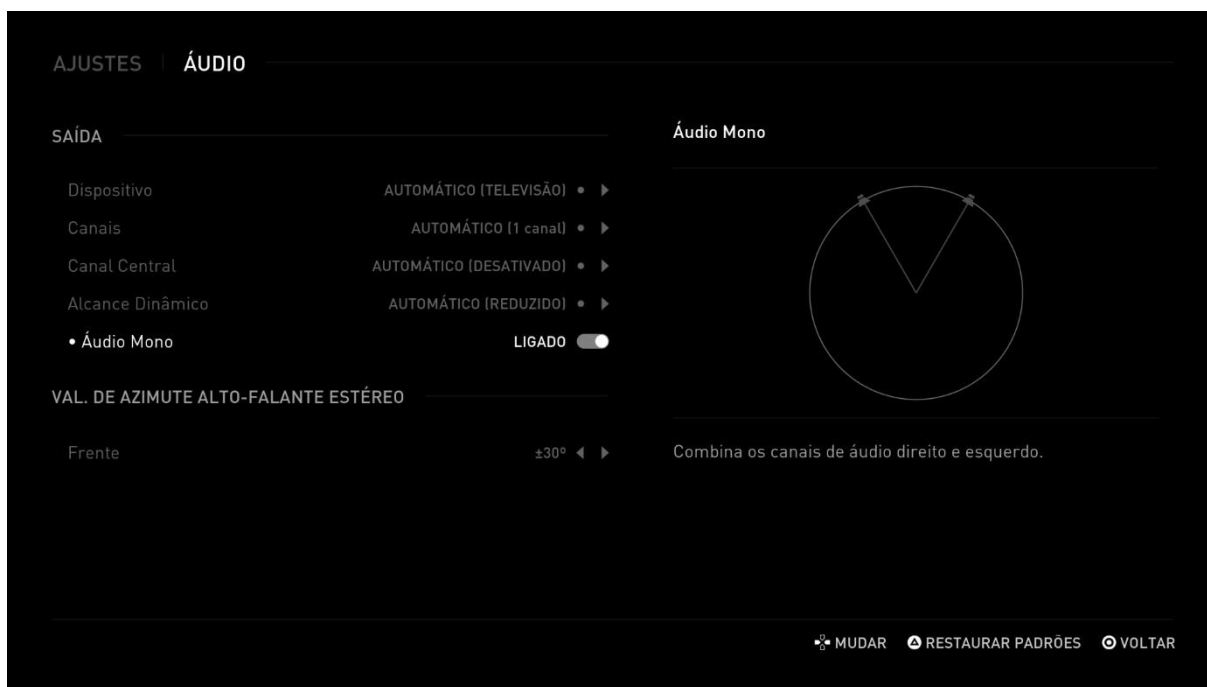 AJUSTES ÁUDIO
SAÍDA
Dispositivo AUTOMÁTICO (TELEVISÃO)
Canais AUTOMÁTICO (1 canal)
Canal Central AUTOMÁTICO (DESATIVADO)
Alcance Dinâmico AUTOMÁTICO (REDUZIDO)
• Áudio Mono LIGADO
VAL. DE AZIMUTE ALTO-FALANTE ESTÉREO
Frente ±30º
Áudio Mono
Combina os canais de áudio direito e esquerdo.
MUDAR RESTAURAR PADRÕES VOLTAR